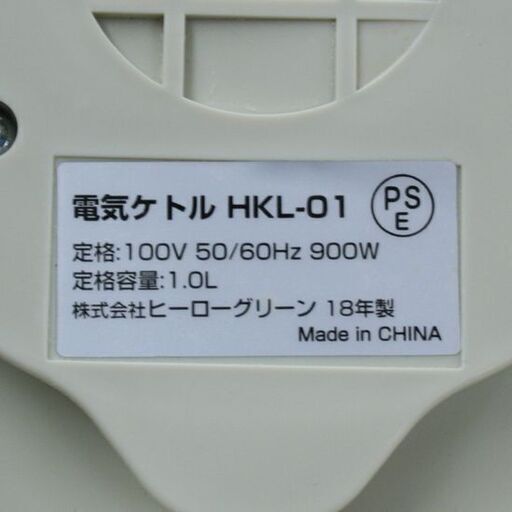 電気ケトル HKL-01
PS
E
定格:100V 50/60Hz 900W
定格容量:1.0L
株式会社ヒーローグリーン 18年製
Made in CHINA